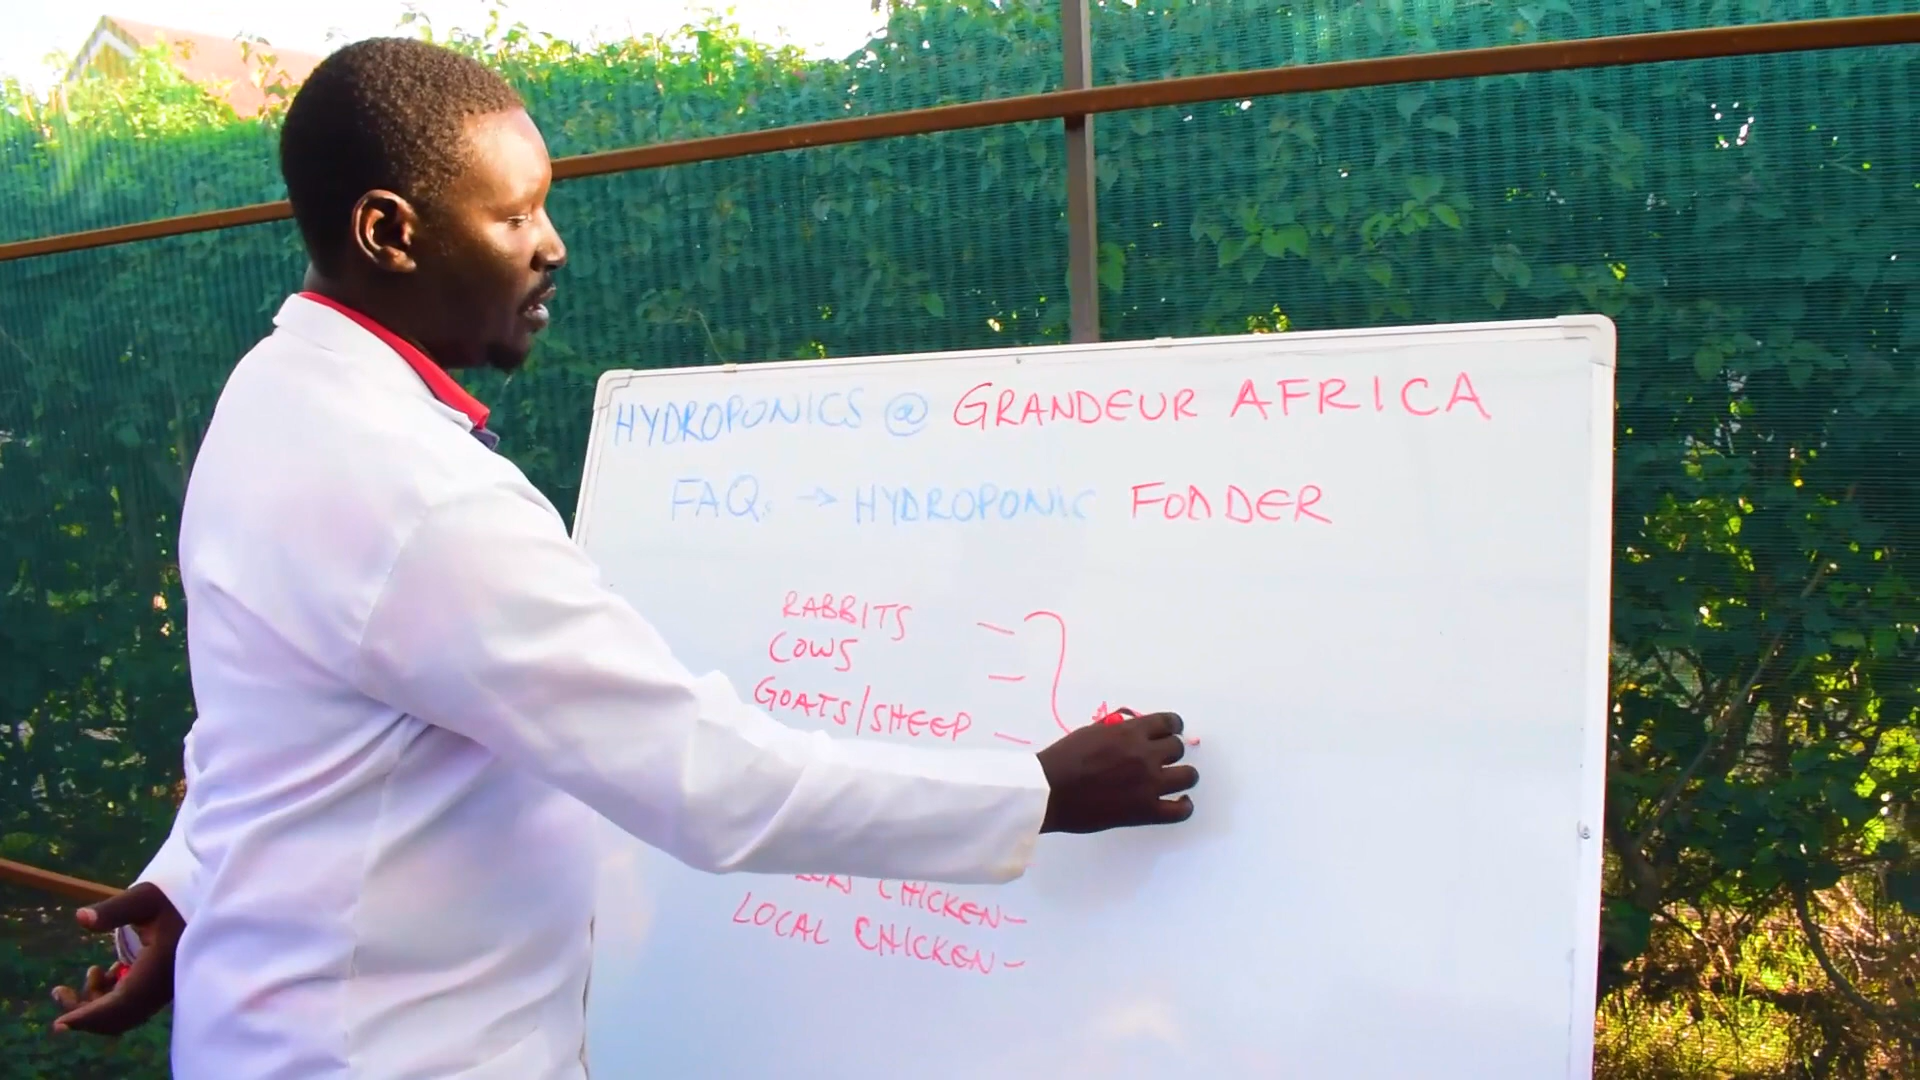 HYDROPONICS @ GRANDEUR AFRICA
FAQs → HYDROPONIC FODDER
RABBITS —
COWS —
GOATS/SHEEP —
CHICKEN–
LOCAL CHICKEN–